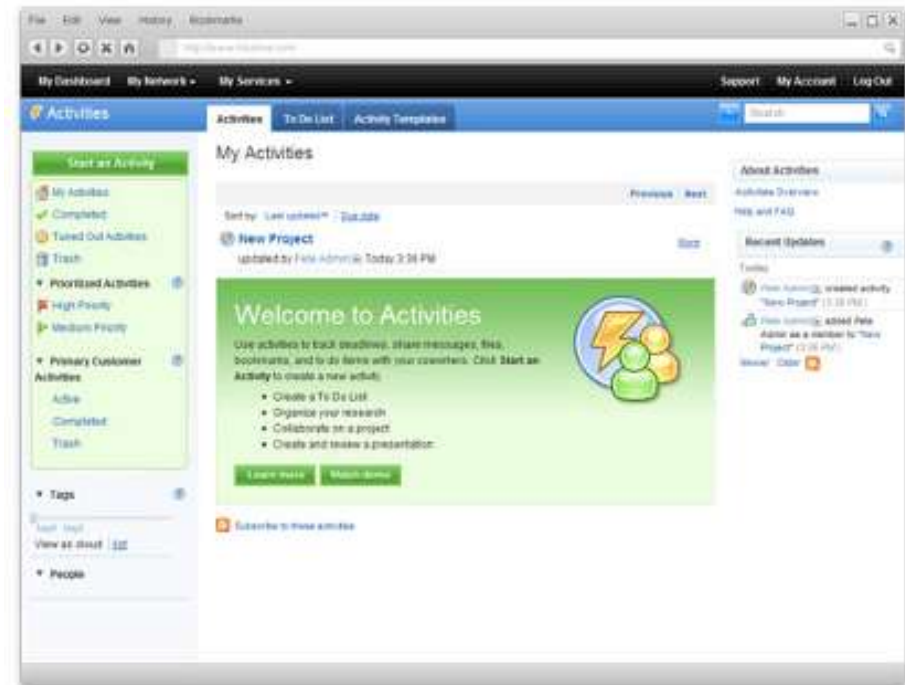 File Edit View History Bookmarks
My Dashboard My Network My Services Support My Account Log Out
Activities
Activities To Do List Activity Templates
Search
Start an Activity
My Activities
Completed
Tuned Out Activities
Trash
Prioritized Activities
High Priority
Medium Priority
Primary Customer
Activities
Active
Completed
Trash
Tags
View as cloud | list
People
My Activities
Previous Next
Sort by: Last updated Due date
New Project
updated by Pete Admin Today 3:36 PM
More
Welcome to Activities
Use activities to track deadlines, share messages, files,
bookmarks, and to do items with your coworkers. Click Start an
Activity to create a new activity.
• Create a To Do List
• Organize your research
• Collaborate on a project
• Create and review a presentation
Learn more Watch demo
Subscribe to these activities
About Activities
Activities Overview
Help and FAQ
Recent Updates
Today
Pete Admin created activity
"New Project" (3:36 PM)
Pete Admin added Pete
Admin as a member to "New
Project" (3:36 PM)
Newer Older